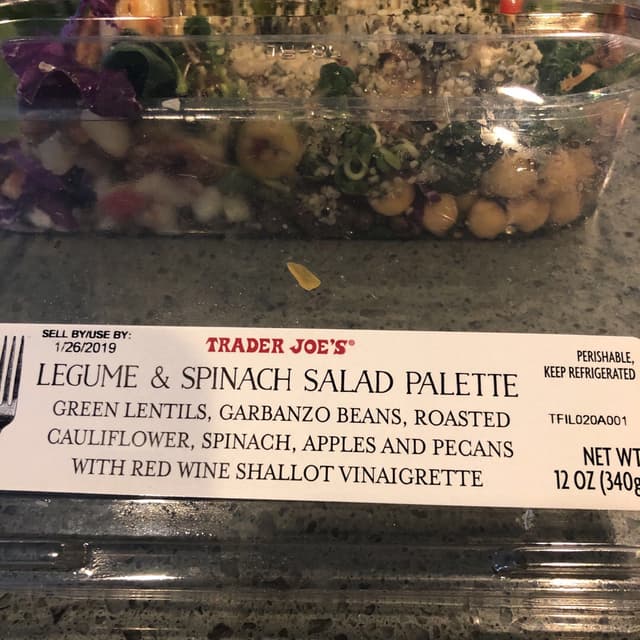 SELL BY/USE BY:
1/26/2019
TRADER JOE'S®
LEGUME & SPINACH SALAD PALETTE
GREEN LENTILS, GARBANZO BEANS, ROASTED
CAULIFLOWER, SPINACH, APPLES AND PECANS
WITH RED WINE SHALLOT VINAIGRETTE
PERISHABLE,
KEEP REFRIGERATED
TFIL020A001
NET WT
12 OZ (340g